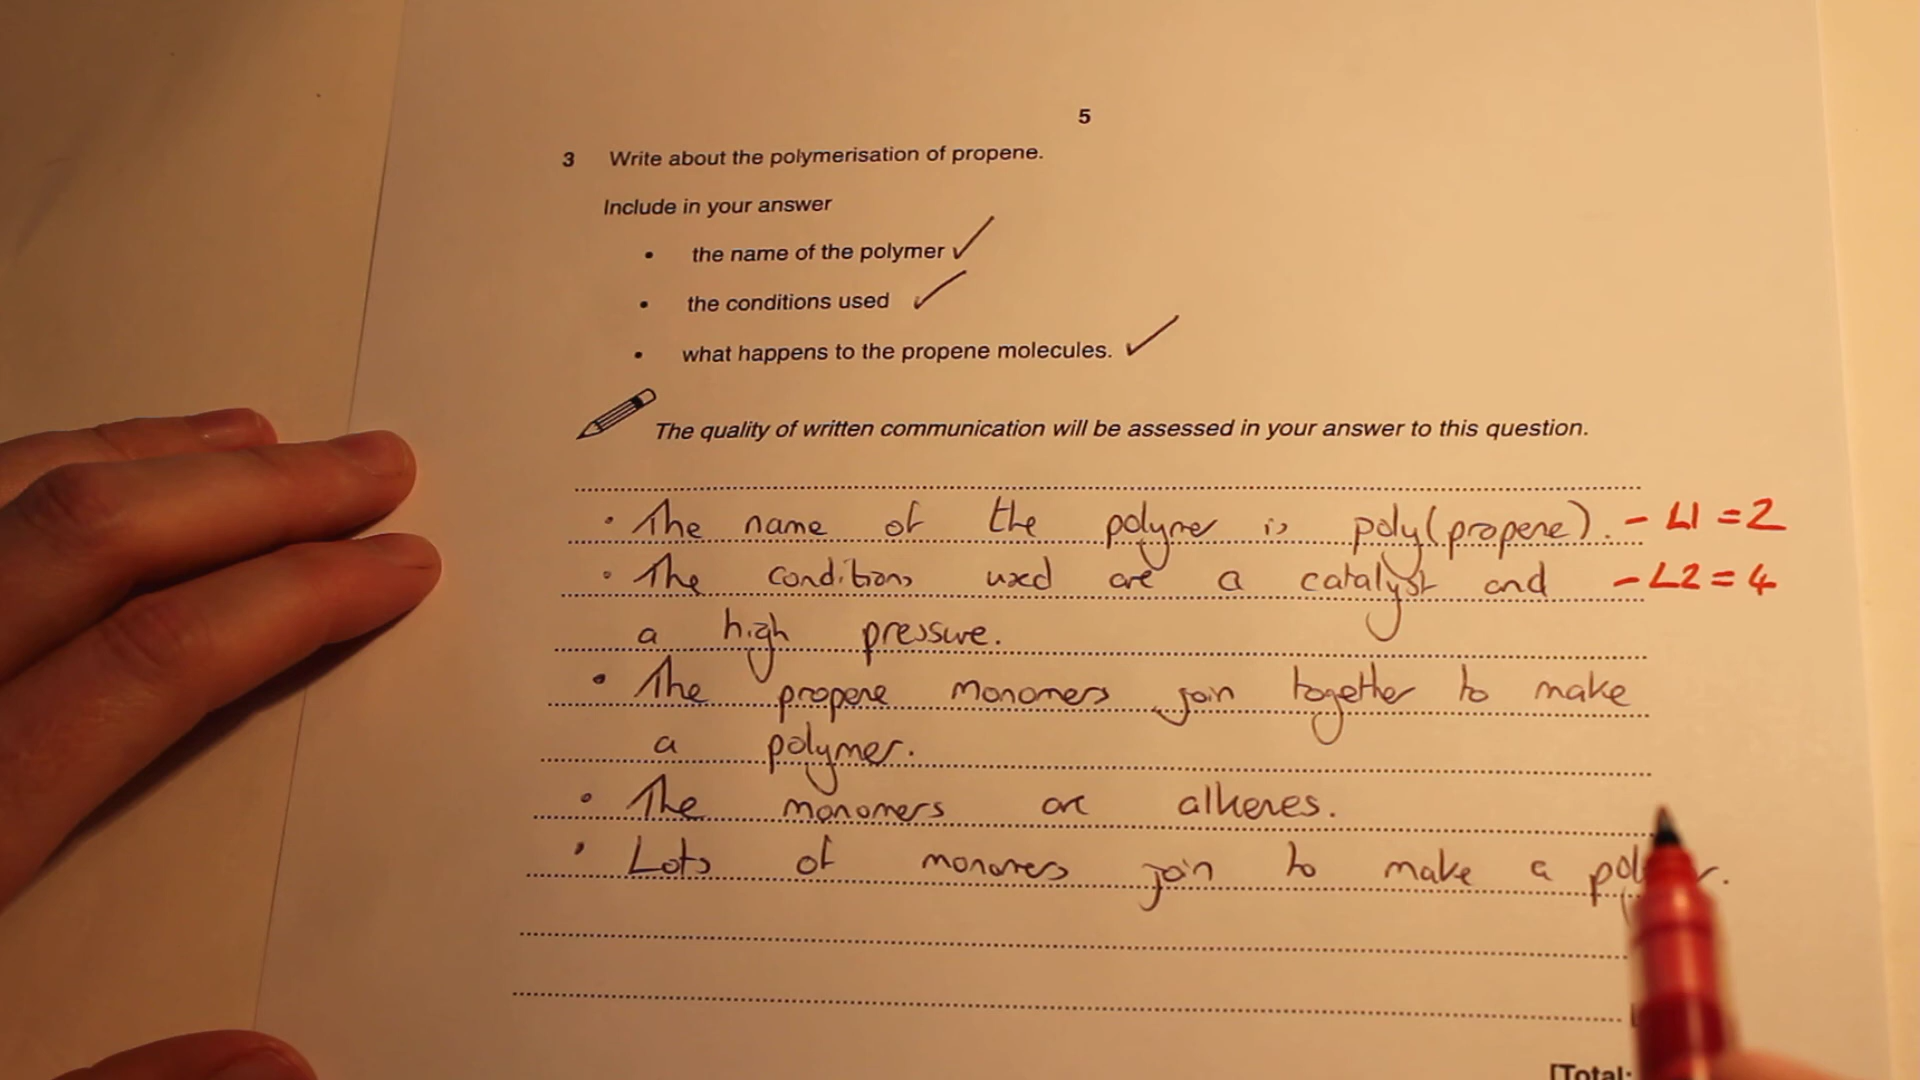 5
3 Write about the polymerisation of propene.
Include in your answer
• the name of the polymer ✓
• the conditions used ✓
• what happens to the propene molecules. ✓
The quality of written communication will be assessed in your answer to this question.
• The name of the polymer is poly(propene). - L1 = 2
• The conditions used are a catalyst and - L2 = 4
a high pressure.
• The propene monomers join together to make
a polymer.
• The monomers are alkenes.
• Lots of monomers join to make a
[Total: